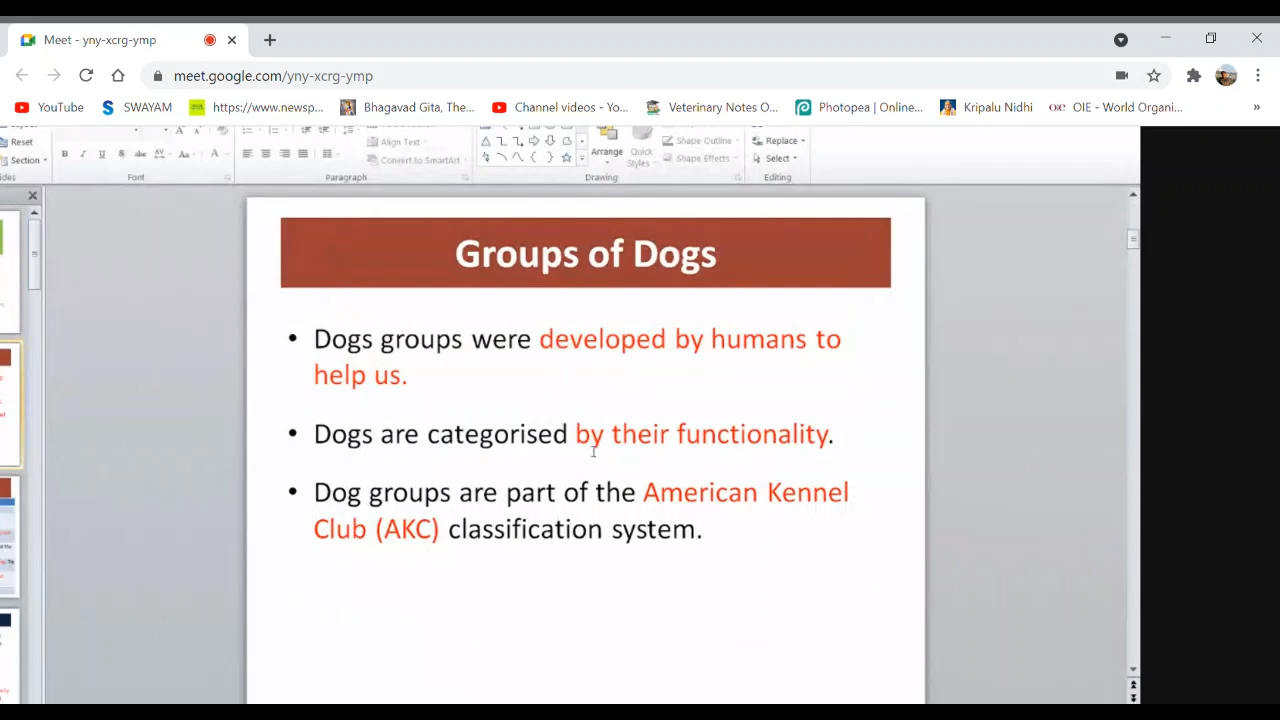 Meet - yny-xcrg-ymp
meet.google.com/yny-xcrg-ymp
YouTube SWAYAM https://www.newsp... Bhagavad Gita, The... Channel videos - Yo... Veterinary Notes O... Photopea | Online... Kripalu Nidhi OIE - World Organi... »
Reset Align Text Shape Outline Replace
Section B I U S abc AV Aa A Convert to SmartArt Arrange Quick Styles Shape Effects Select
Font Paragraph Drawing Editing
Groups of Dogs
• Dogs groups were developed by humans to
help us.
• Dogs are categorised by their functionality.
• Dog groups are part of the American Kennel
Club (AKC) classification system.